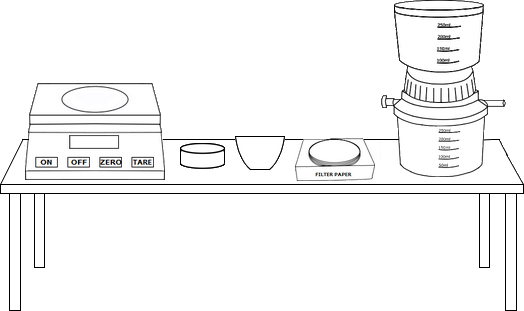 250ml
200ml
150ml
100ml
250ml
200ml
150ml
100ml
50ml
ON OFF ZERO TARE
FILTER PAPER